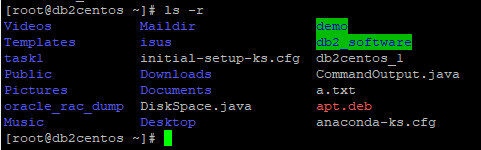 [root@db2centos ~]# ls -r
Videos Maildir demo
Templates isus db2_software
task1 initial-setup-ks.cfg db2centos_1
Public Downloads CommandOutput.java
Pictures Documents a.txt
oracle_rac_dump DiskSpace.java apt.deb
Music Desktop anaconda-ks.cfg
[root@db2centos ~]#